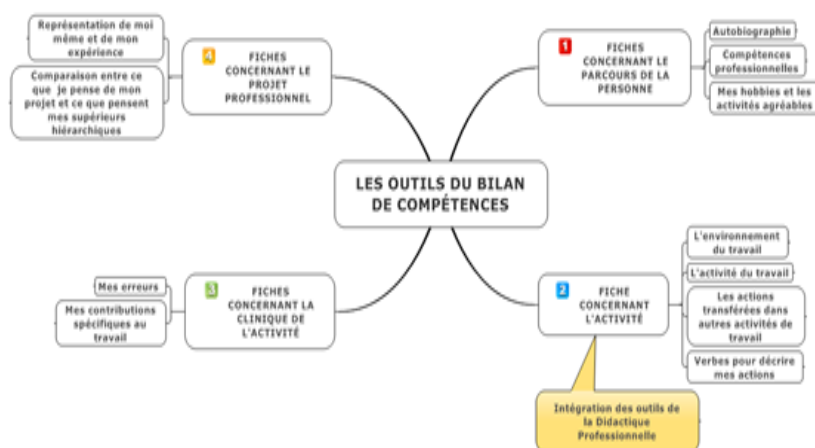 LES OUTILS DU BILAN
DE COMPÉTENCES
1
FICHES
CONCERNANT LE
PARCOURS DE LA
PERSONNE
Autobiographie
Compétences
professionnelles
Mes hobbies et les
activités agréables
2
FICHE
CONCERNANT
L'ACTIVITÉ
L'environnement
du travail
L'activité du travail
Les actions
transférées dans
autres activités de
travail
Verbes pour décrire
mes actions
Intégration des outils de
la Didactique
Professionnelle
3
FICHES
CONCERNANT LA
CLINIQUE DE
L'ACTIVITÉ
Mes erreurs
Mes contributions
spécifiques au
travail
4
FICHES
CONCERNANT LE
PROJET
PROFESSIONNEL
Représentation de moi
même et de mon
expérience
Comparaison entre ce
que je pense de mon
projet et ce que pensent
mes supérieurs
hiérarchiques